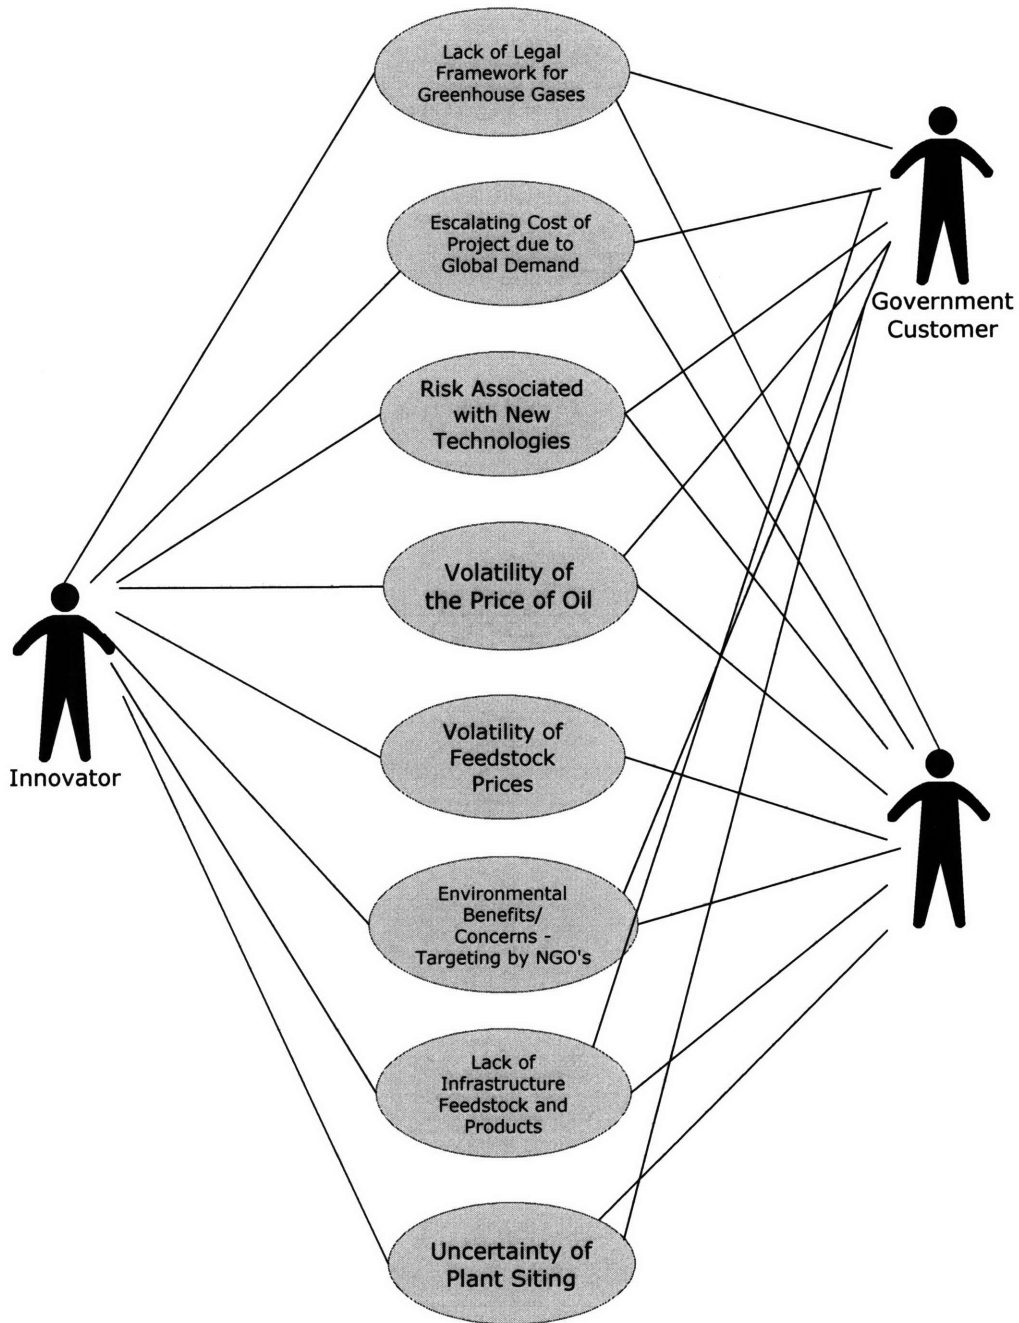 Lack of Legal
Framework for
Greenhouse Gases
Escalating Cost of
Project due to
Global Demand
Government
Customer
Risk Associated
with New
Technologies
Volatility of
the Price of Oil
Volatility of
Feedstock
Prices
Innovator
Environmental
Benefits/
Concerns -
Targeting by NGO's
Lack of
Infrastructure
Feedstock and
Products
Uncertainty of
Plant Siting